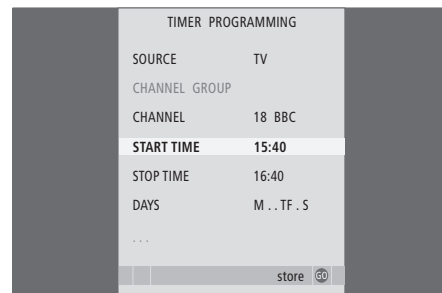 TIMER PROGRAMMING
SOURCE TV
CHANNEL GROUP
CHANNEL 18 BBC
START TIME 15:40
STOP TIME 16:40
DAYS M . . TF . S
. . .
store GO